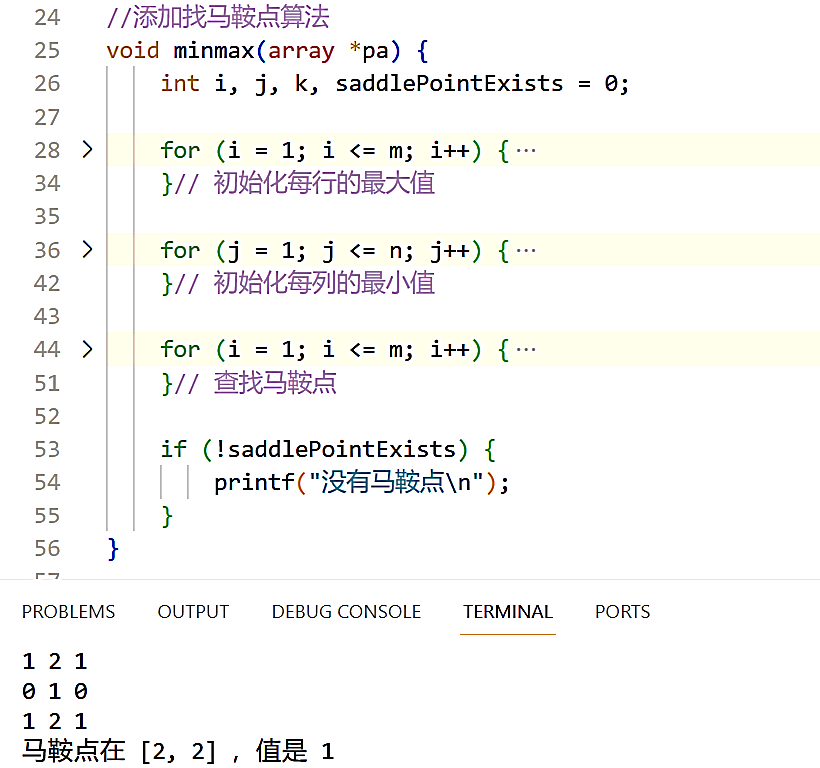 24 //添加找马鞍点算法
25 void minmax(array *pa) {
26 int i, j, k, saddlePointExists = 0;
27
28 for (i = 1; i <= m; i++) {···
34 }// 初始化每行的最大值
35
36 for (j = 1; j <= n; j++) {···
42 }// 初始化每列的最小值
43
44 for (i = 1; i <= m; i++) {···
51 }// 查找马鞍点
52
53 if (!saddlePointExists) {
54 printf("没有马鞍点\n");
55 }
56 }
57
PROBLEMS OUTPUT DEBUG CONSOLE TERMINAL PORTS
1 2 1
0 1 0
1 2 1
马鞍点在 [2, 2] , 值是 1